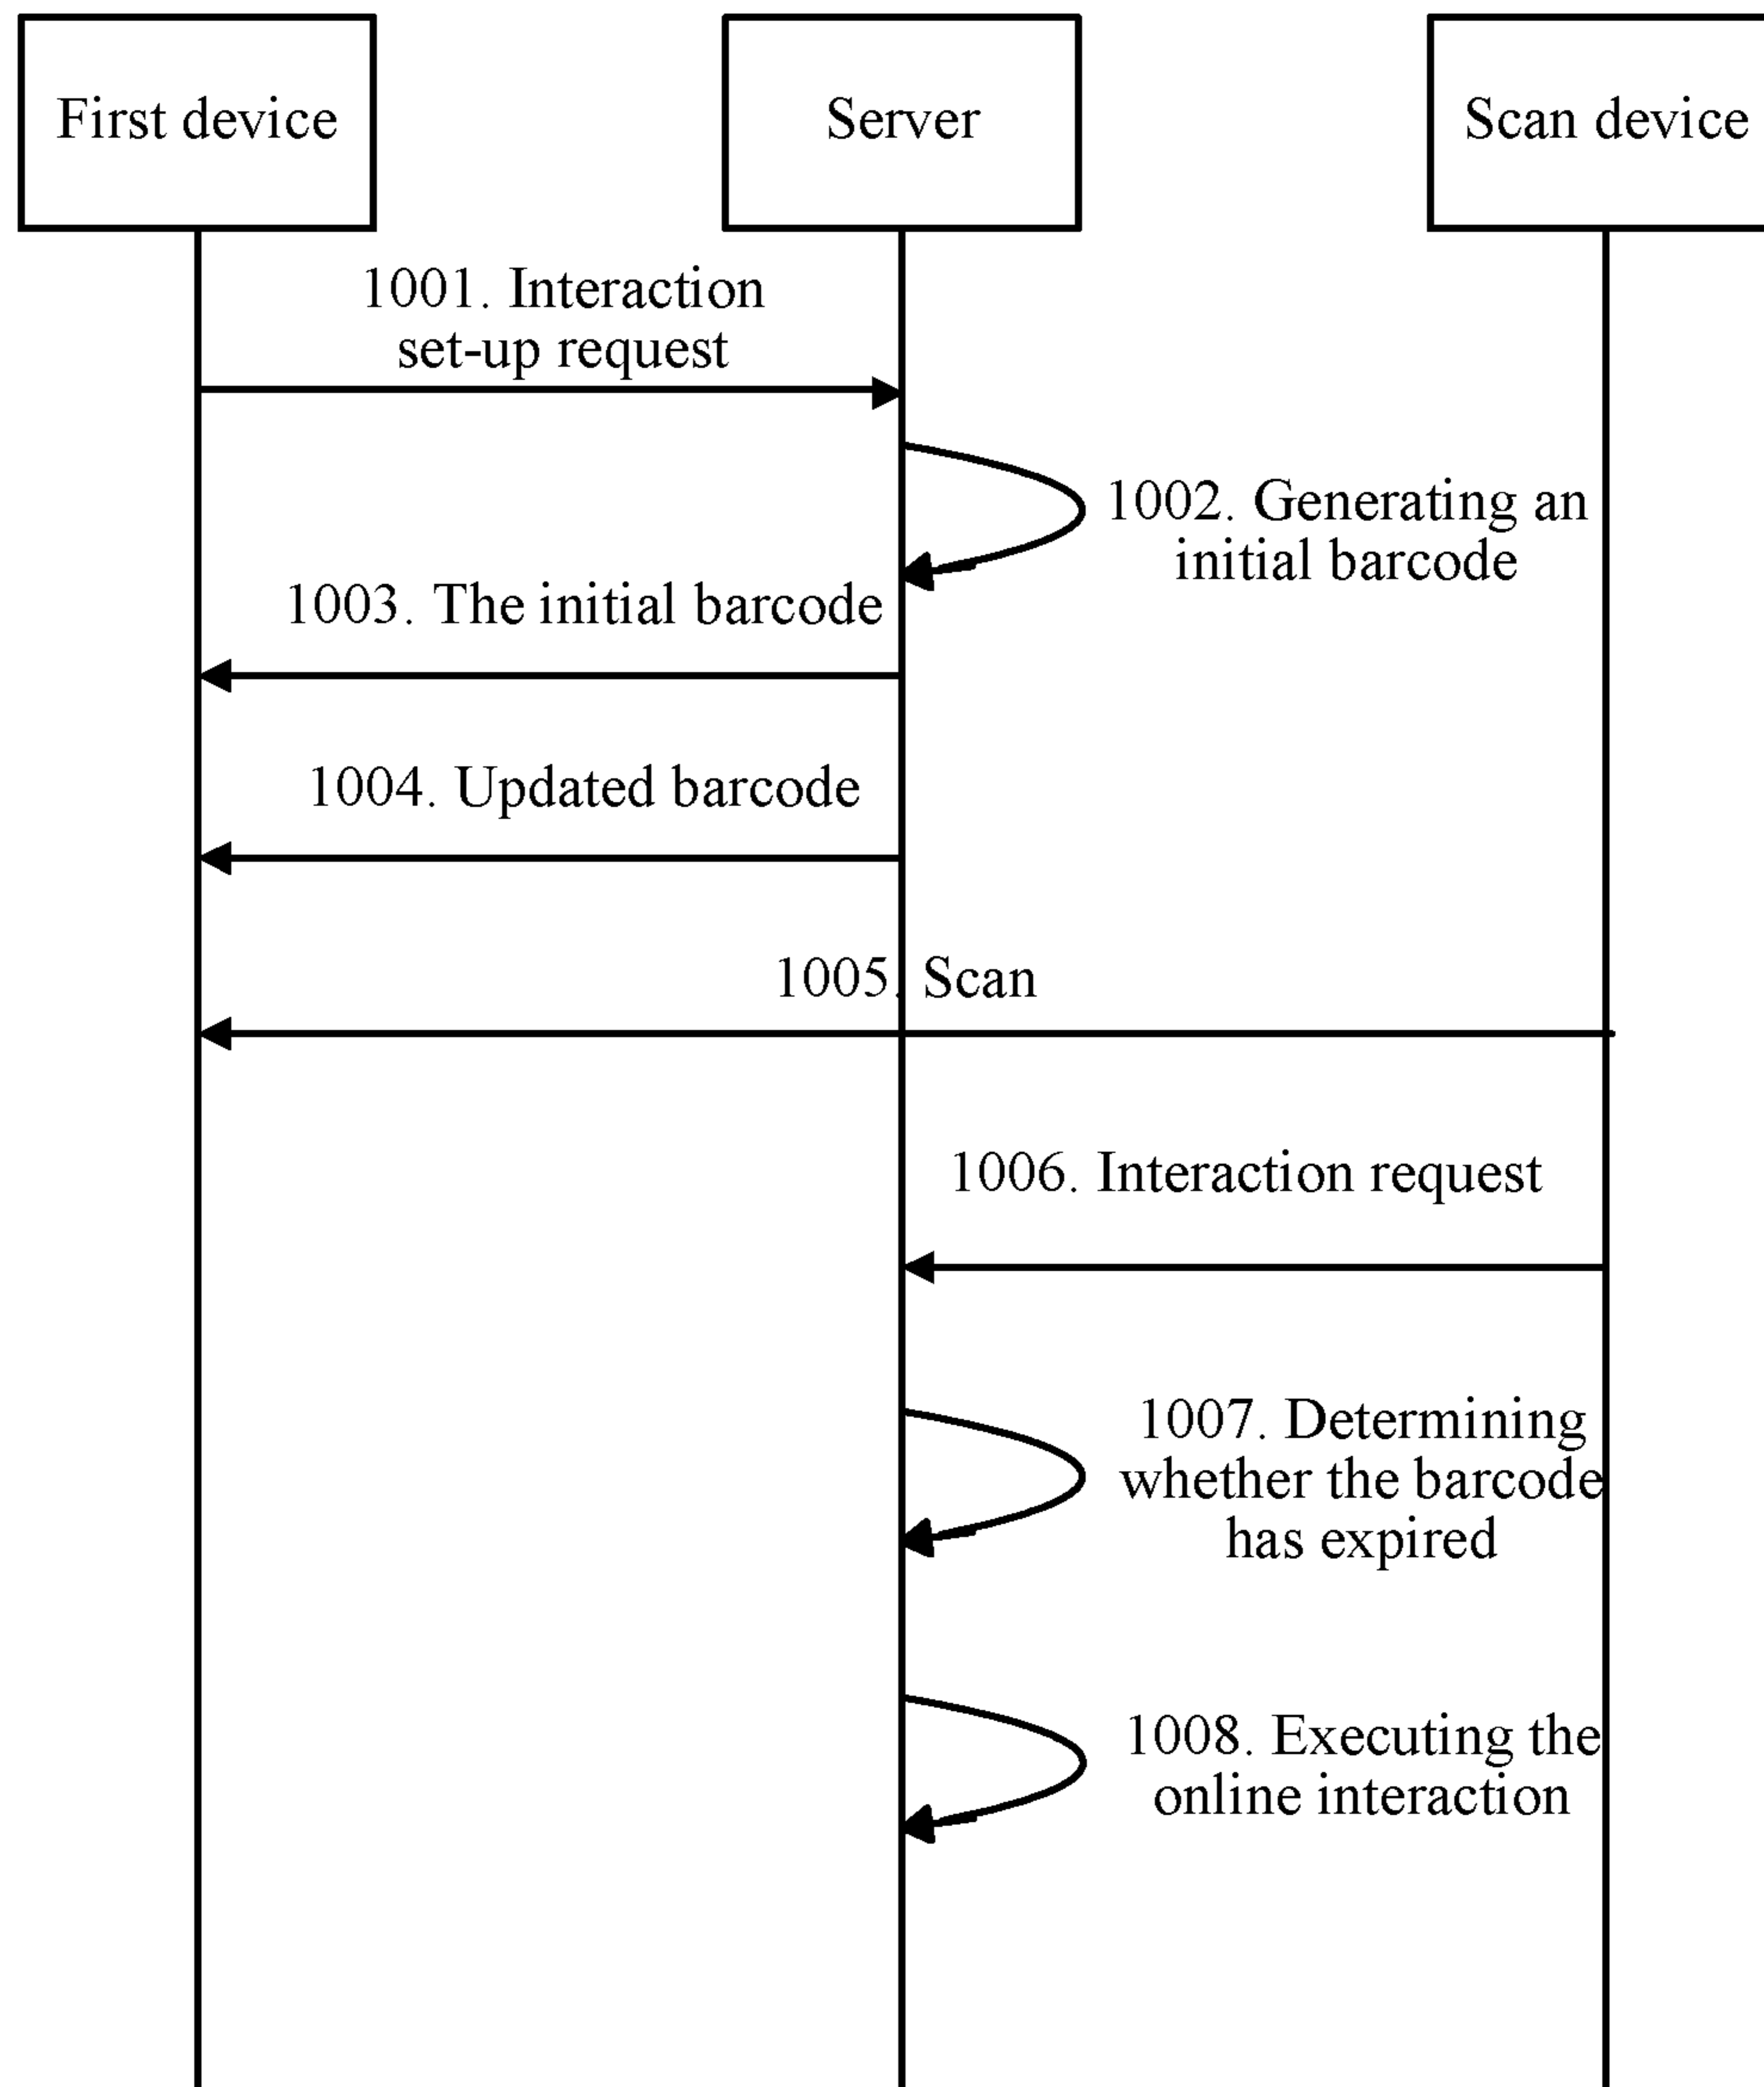 First device
Server
Scan device
1001. Interaction
set-up request
1002. Generating an
initial barcode
1003. The initial barcode
1004. Updated barcode
1005. Scan
1006. Interaction request
1007. Determining
whether the barcode
has expired
1008. Executing the
online interaction